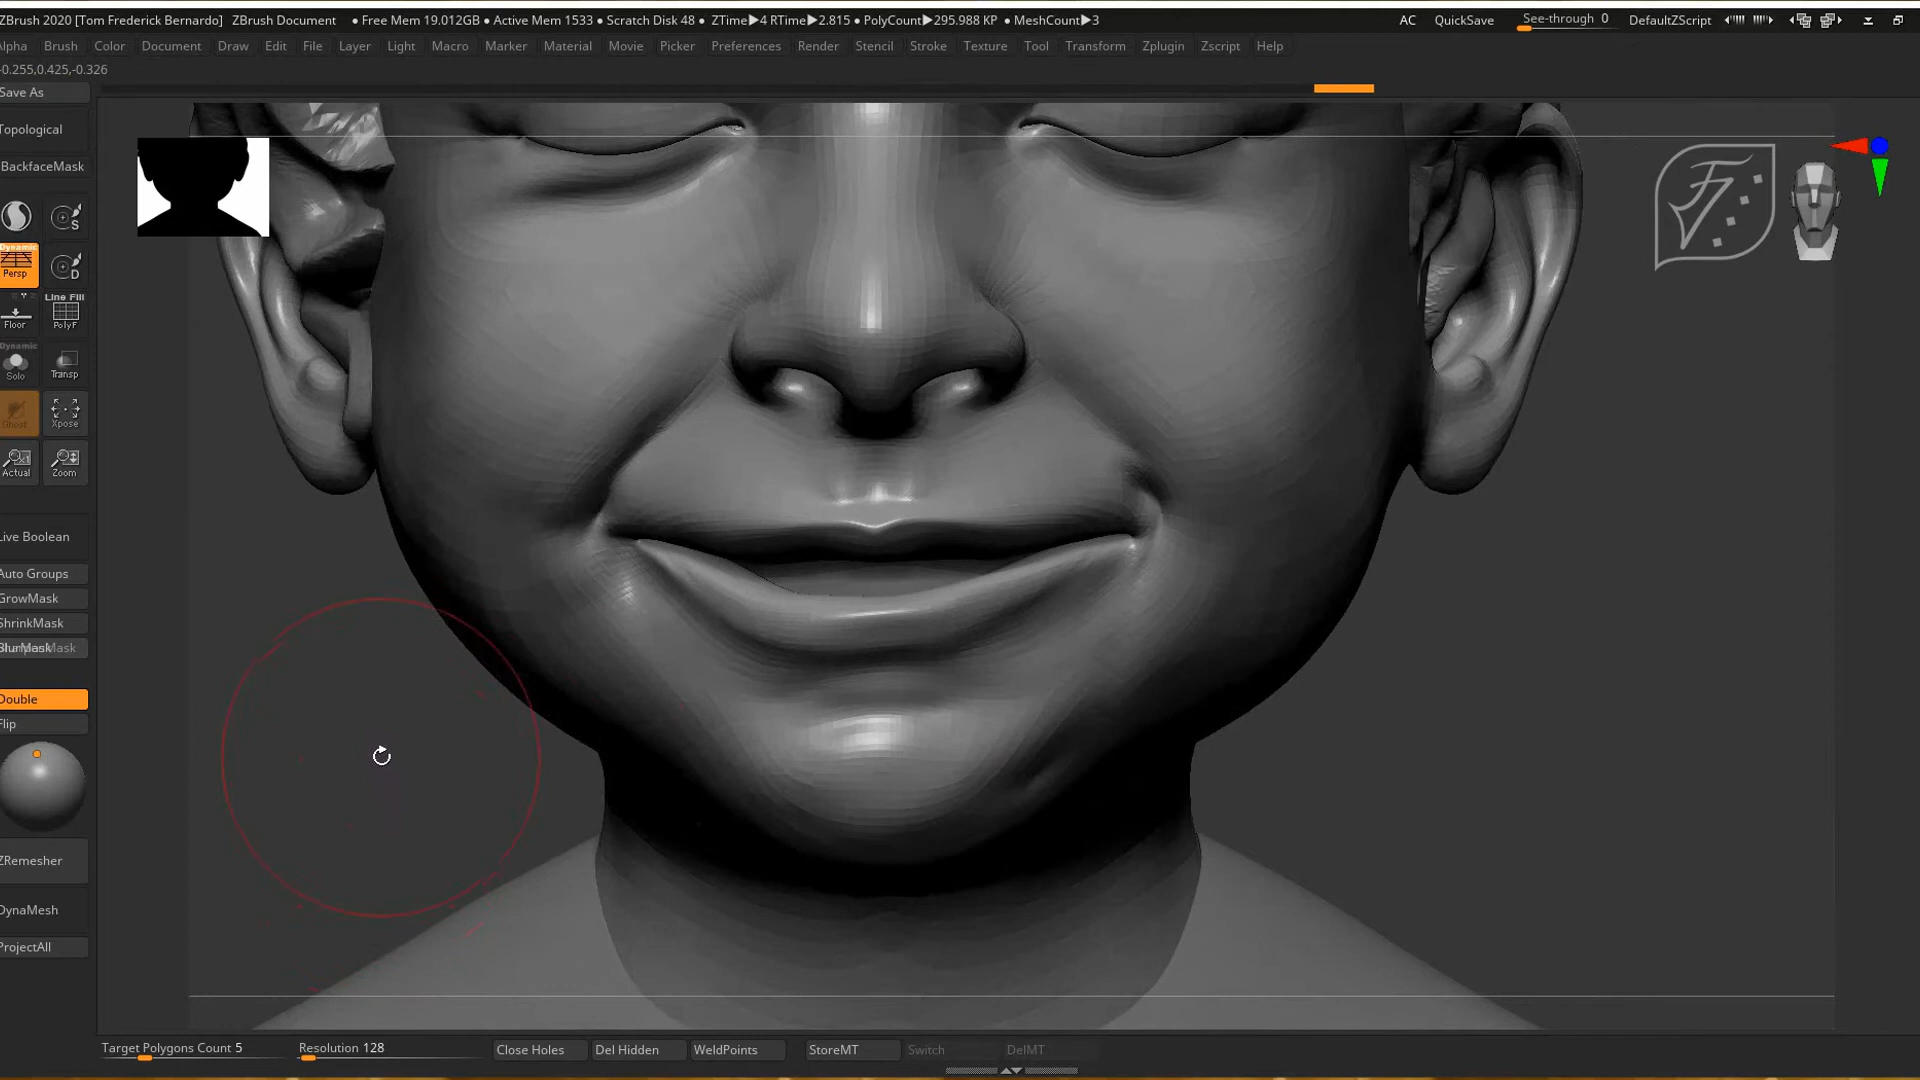 ZBrush 2020 [Tom Frederick Bernardo] ZBrush Document • Free Mem 19.012GB • Active Mem 1533 • Scratch Disk 48 • ZTime▶4 RTime▶2.815 • PolyCount▶295.988 KP • MeshCount▶3 AC QuickSave See-through 0 DefaultZScript
lpha Brush Color Document Draw Edit File Layer Light Macro Marker Material Movie Picker Preferences Render Stencil Stroke Texture Tool Transform Zplugin Zscript Help
-0.255,0.425,-0.326
Save As
Topological
BackfaceMask
S
Dynamic
Persp
D
Line Fill
Floor PolyF
Dynamic
Solo Transp
Ghost Xpose
Actual Zoom
Live Boolean
Auto Groups
GrowMask
ShrinkMask
BlurMask
Double
Flip
ZRemesher
DynaMesh
ProjectAll
Target Polygons Count 5 Resolution 128 Close Holes Del Hidden WeldPoints StoreMT Switch DelMT